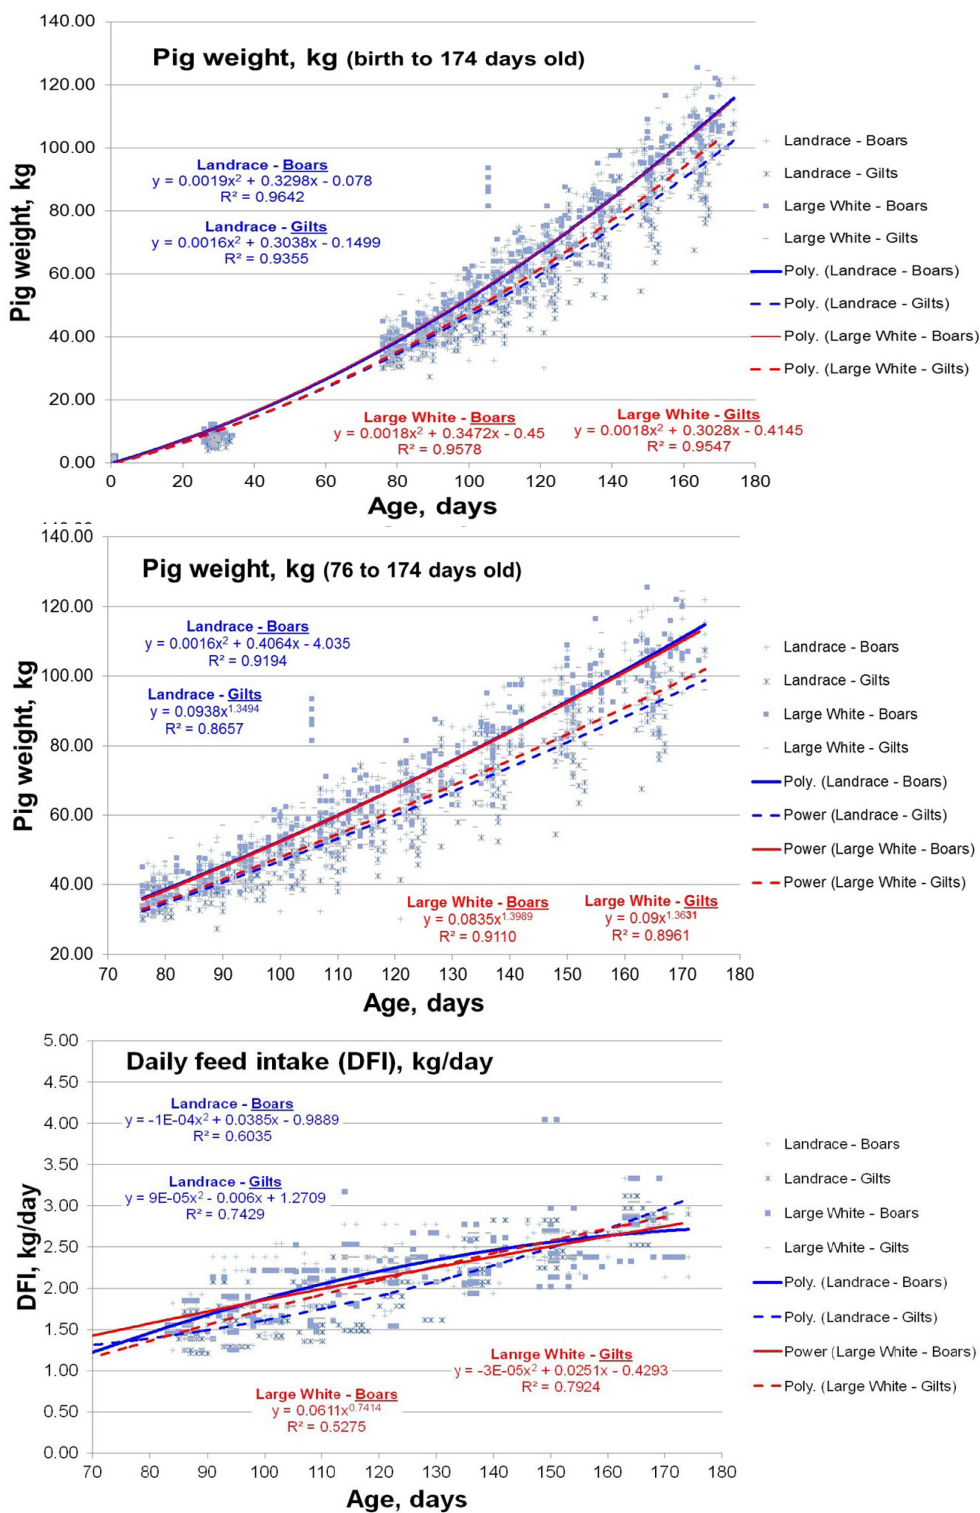 Pig weight, kg (birth to 174 days old)
Pig weight, kg
140.00
120.00
100.00
80.00
60.00
40.00
20.00
0.00
Landrace - Boars
y = 0.0019x² + 0.3298x - 0.078
R² = 0.9642
Landrace - Gilts
y = 0.0016x² + 0.3038x - 0.1499
R² = 0.9355
Large White - Boars
y = 0.0018x² + 0.3472x - 0.45
R² = 0.9578
Large White - Gilts
y = 0.0018x² + 0.3028x - 0.4145
R² = 0.9547
0 20 40 60 80 100 120 140 160 180
Age, days
Landrace - Boars
Landrace - Gilts
Large White - Boars
Large White - Gilts
Poly. (Landrace - Boars)
Poly. (Landrace - Gilts)
Poly. (Large White - Boars)
Poly. (Large White - Gilts)
Pig weight, kg (76 to 174 days old)
Pig weight, kg
140.00
120.00
100.00
80.00
60.00
40.00
20.00
Landrace - Boars
y = 0.0016x² + 0.4064x - 4.035
R² = 0.9194
Landrace - Gilts
y = 0.0938x^1.3494
R² = 0.8657
Large White - Boars
y = 0.0835x^1.3989
R² = 0.9110
Large White - Gilts
y = 0.09x^1.3631
R² = 0.8961
70 80 90 100 110 120 130 140 150 160 170 180
Age, days
Landrace - Boars
Landrace - Gilts
Large White - Boars
Large White - Gilts
Poly. (Landrace - Boars)
Power (Landrace - Gilts)
Power (Large White - Boars)
Power (Large White - Gilts)
Daily feed intake (DFI), kg/day
DFI, kg/day
5.00
4.50
4.00
3.50
3.00
2.50
2.00
1.50
1.00
0.50
0.00
Landrace - Boars
y = -1E-04x² + 0.0385x - 0.9889
R² = 0.6035
Landrace - Gilts
y = 9E-05x² - 0.006x + 1.2709
R² = 0.7429
Lanrge White - Gilts
y = -3E-05x² + 0.0251x - 0.4293
R² = 0.7924
Large White - Boars
y = 0.0611x^0.7414
R² = 0.5275
70 80 90 100 110 120 130 140 150 160 170 180
Age, days
Landrace - Boars
Landrace - Gilts
Large White - Boars
Large White - Gilts
Poly. (Landrace - Boars)
Poly. (Landrace - Gilts)
Power (Large White - Boars)
Poly. (Large White - Gilts)